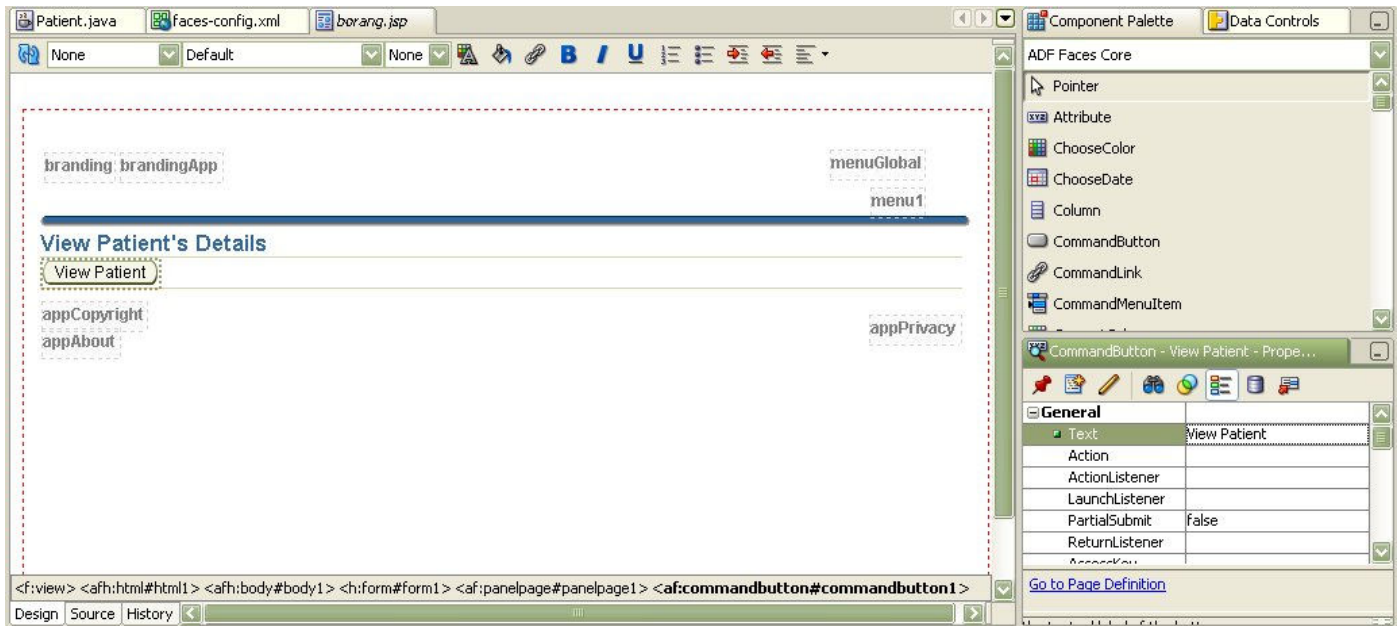 Patient.java faces-config.xml borang.jsp
None Default None B I U
branding brandingApp
menuGlobal
menu1
View Patient's Details
View Patient
appCopyright
appAbout
appPrivacy
<f:view> <afh:html#html1> <afh:body#body1> <h:form#form1> <af:panelpage#panelpage1> <af:commandbutton#commandbutton1>
Design Source History
Component Palette Data Controls
ADF Faces Core
Pointer
Attribute
ChooseColor
ChooseDate
Column
CommandButton
CommandLink
CommandMenuItem
CommandButton - View Patient - Prope...
General
Text View Patient
Action
ActionListener
LaunchListener
PartialSubmit false
ReturnListener
Go to Page Definition